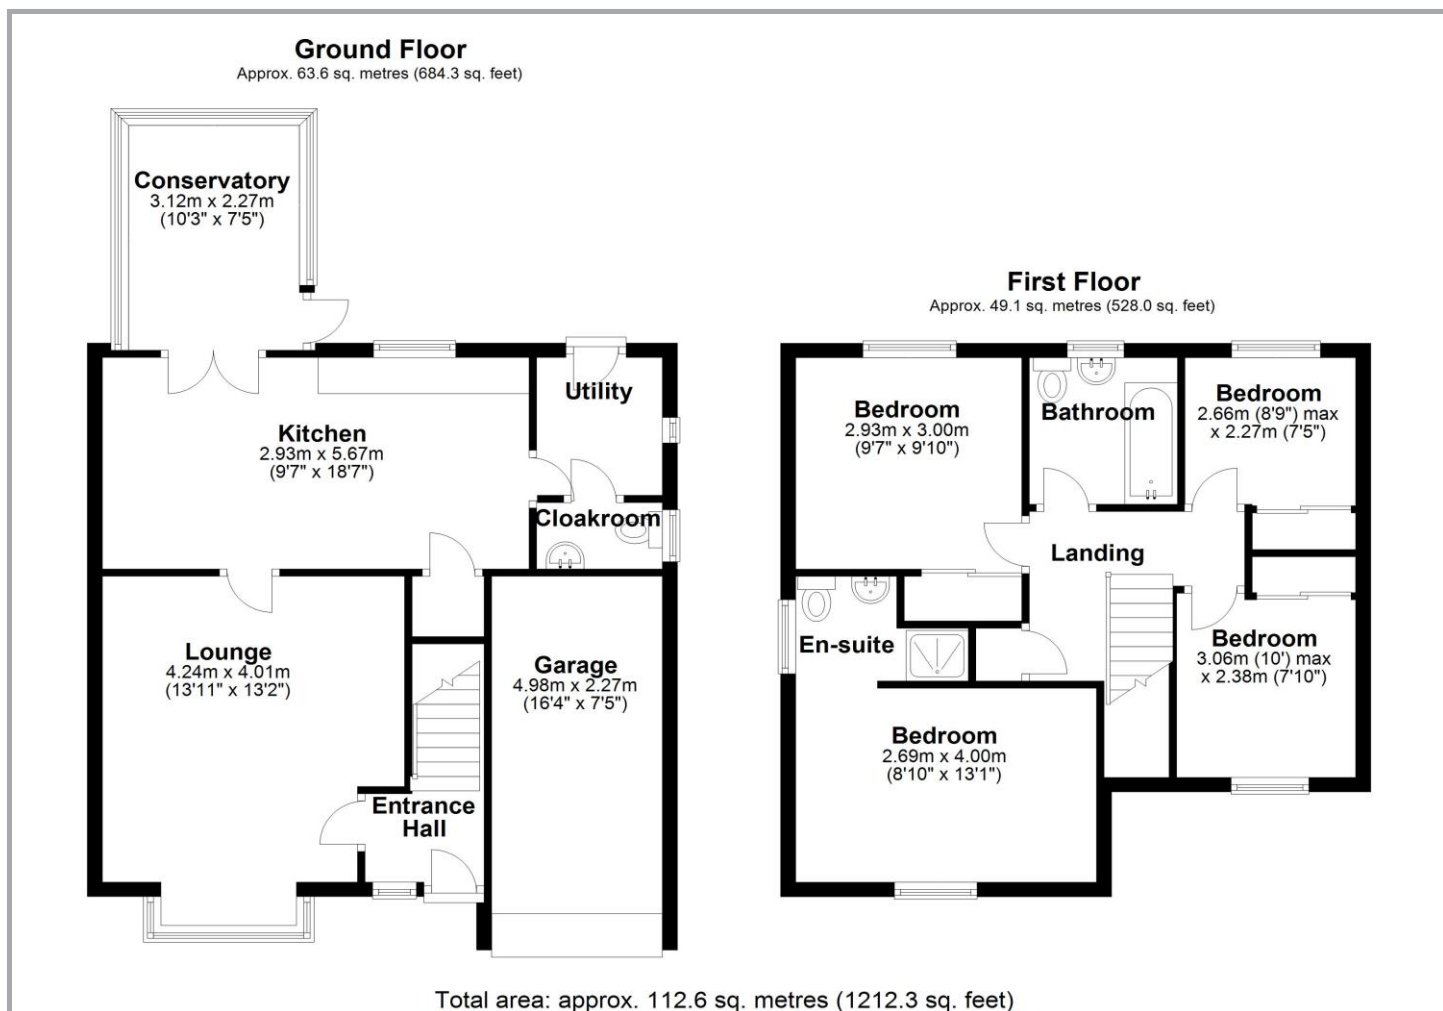 Ground Floor
Approx. 63.6 sq. metres (684.3 sq. feet)
Conservatory
3.12m x 2.27m
(10'3" x 7'5")
Utility
Kitchen
2.93m x 5.67m
(9'7" x 18'7")
Cloakroom
Lounge
4.24m x 4.01m
(13'11" x 13'2")
Garage
4.98m x 2.27m
(16'4" x 7'5")
Entrance
Hall
First Floor
Approx. 49.1 sq. metres (528.0 sq. feet)
Bedroom
2.93m x 3.00m
(9'7" x 9'10")
Bathroom
Bedroom
2.66m (8'9") max
x 2.27m (7'5")
Landing
En-suite
Bedroom
3.06m (10') max
x 2.38m (7'10")
Bedroom
2.69m x 4.00m
(8'10" x 13'1")
Total area: approx. 112.6 sq. metres (1212.3 sq. feet)